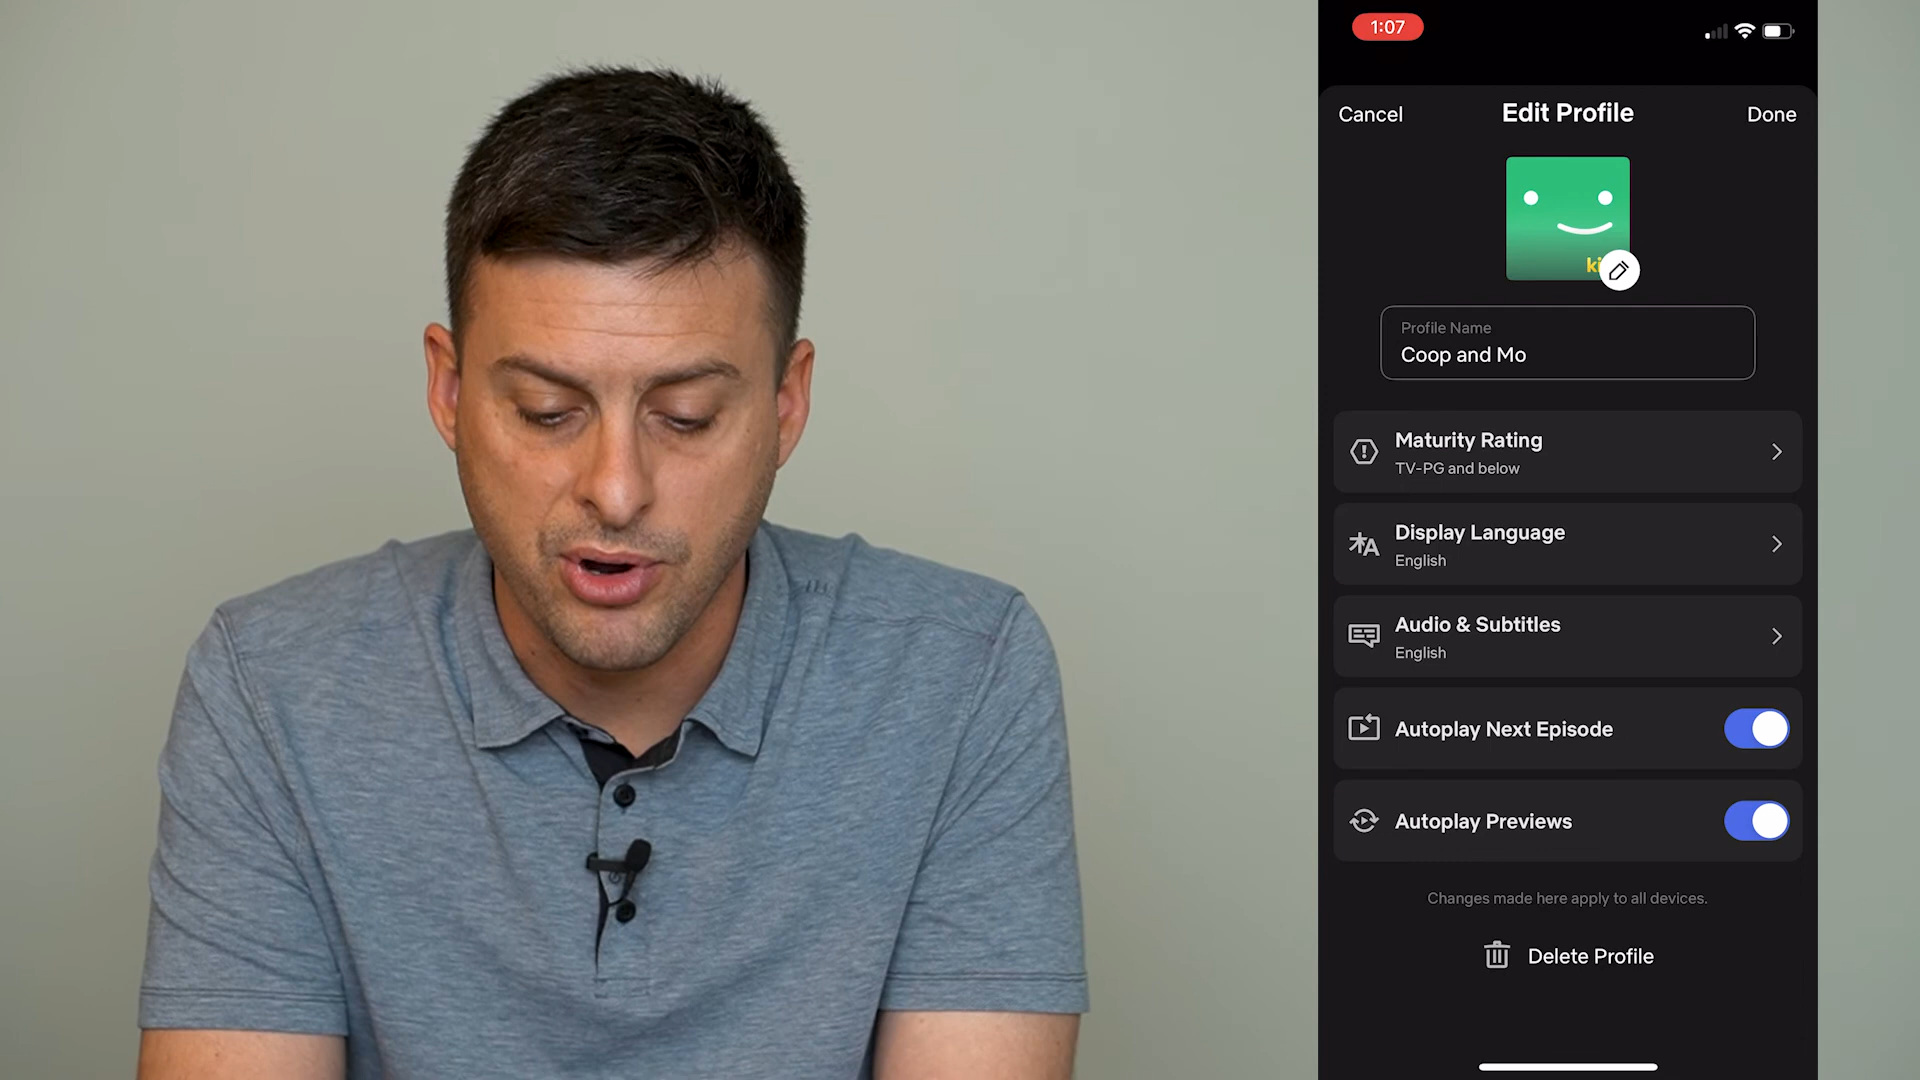 1:07
Cancel
Edit Profile
Done
Profile Name
Coop and Mo
Maturity Rating
TV-PG and below
Display Language
English
Audio & Subtitles
English
Autoplay Next Episode
Autoplay Previews
Changes made here apply to all devices.
Delete Profile